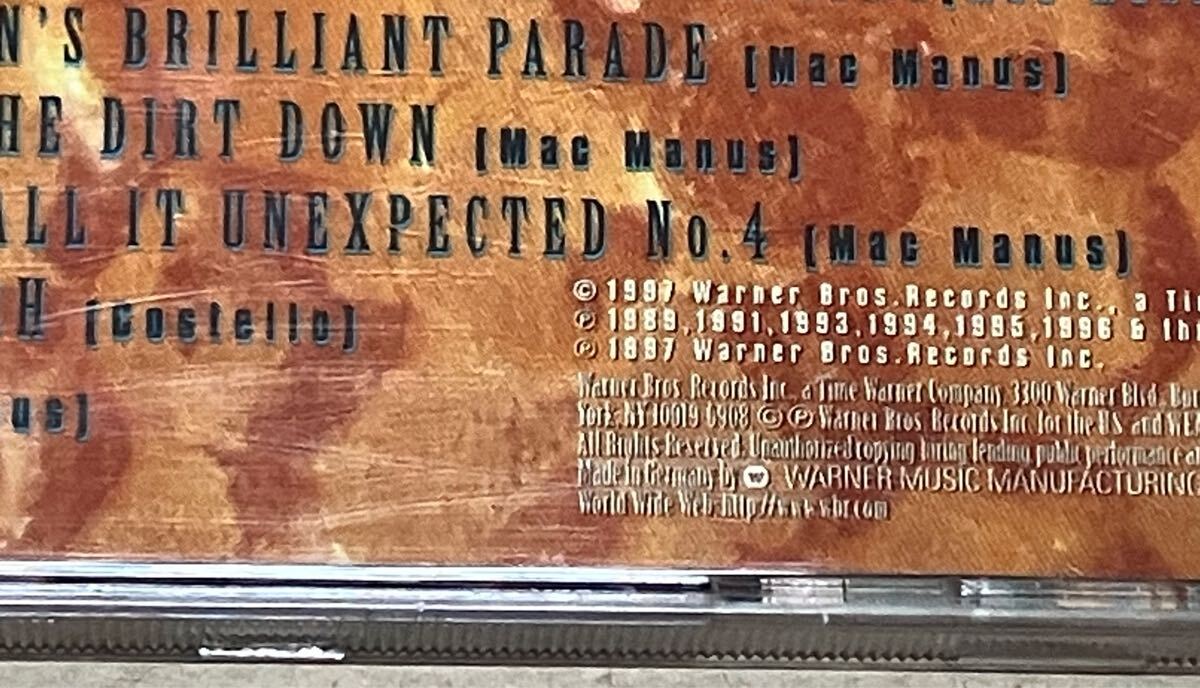 N'S BRILLIANT PARADE [Mac Manus]
HE DIRT DOWN [Mac Manus]
ALL IT UNEXPECTED No.4 [Mac Manus]
H [Costello]
us]
© 1997 Warner Bros.Records Inc., a Ti
℗ 1989,1991,1993,1994,1995,1996 & th
℗ 1997 Warner Bros.Records Inc.
Warner Bros. Records Inc., a Time Warner Company, 3300 Warner Blvd., Bur
York, NY 10019-6908 © ℗ Warner Bros. Records Inc. for the U.S. and WEA
All Rights Reserved. Unauthorized copying, hiring, lending, public performance a
Made in Germany by WARNER MUSIC MANUFACTURING
World Wide Web: http://www.wbr.com